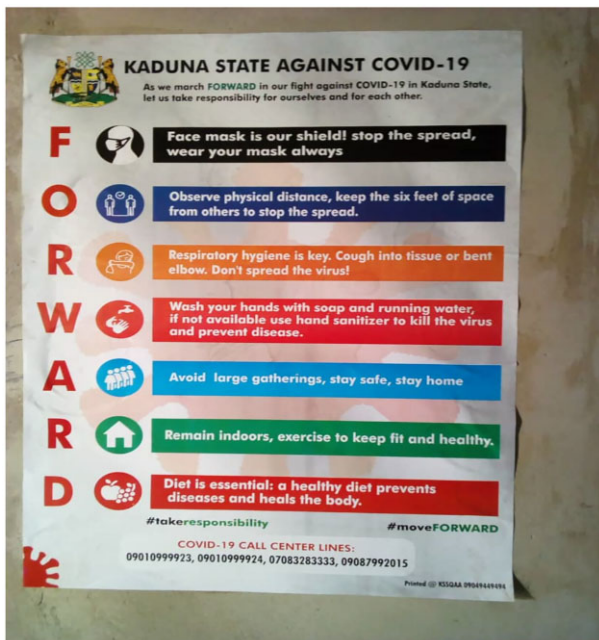 KADUNA STATE AGAINST COVID-19
As we march FORWARD in our fight against COVID-19 in Kaduna State,
let us take responsibility for ourselves and for each other.
F
Face mask is our shield! stop the spread,
wear your mask always
O
Observe physical distance, keep the six feet of space
from others to stop the spread.
R
Respiratory hygiene is key. Cough into tissue or bent
elbow. Don't spread the virus!
W
Wash your hands with soap and running water,
if not available use hand sanitizer to kill the virus
and prevent disease.
A
Avoid large gatherings, stay safe, stay home
R
Remain indoors, exercise to keep fit and healthy.
D
Diet is essential: a healthy diet prevents
diseases and heals the body.
#takeresponsibility #moveFORWARD
COVID-19 CALL CENTER LINES:
09010999923, 09010999924, 07083283333, 09087992015
Printed @ KSSQAA 09049449494